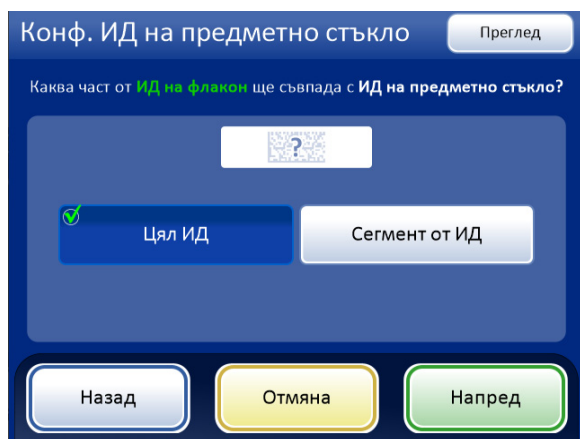 Конф. ИД на предметно стъкло
Преглед
Каква част от ИД на флакон ще съвпада с ИД на предметно стъкло?
?
Цял ИД
Сегмент от ИД
Назад
Отмяна
Напред